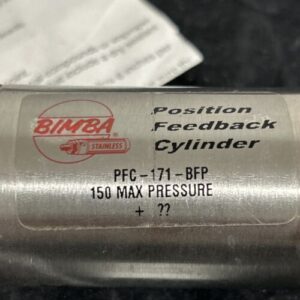 BIMBA®
STAINLESS
Position
Feedback
Cylinder
PFC-171-BFP
150 MAX PRESSURE
+ ??